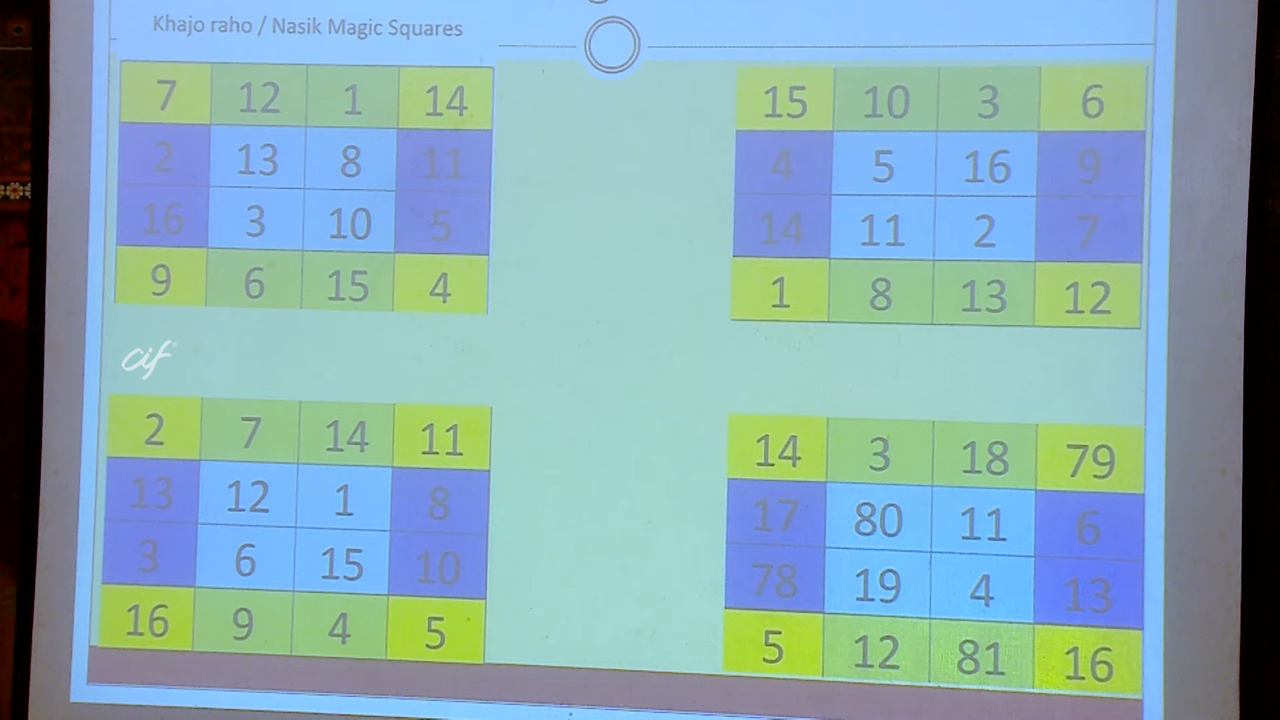 Khajo raho / Nasik Magic Squares
7 12 1 14
2 13 8 11
16 3 10 5
9 6 15 4
15 10 3 6
4 5 16 9
14 11 2 7
1 8 13 12
cif
2 7 14 11
13 12 1 8
3 6 15 10
16 9 4 5
14 3 18 79
17 80 11 6
78 19 4 13
5 12 81 16